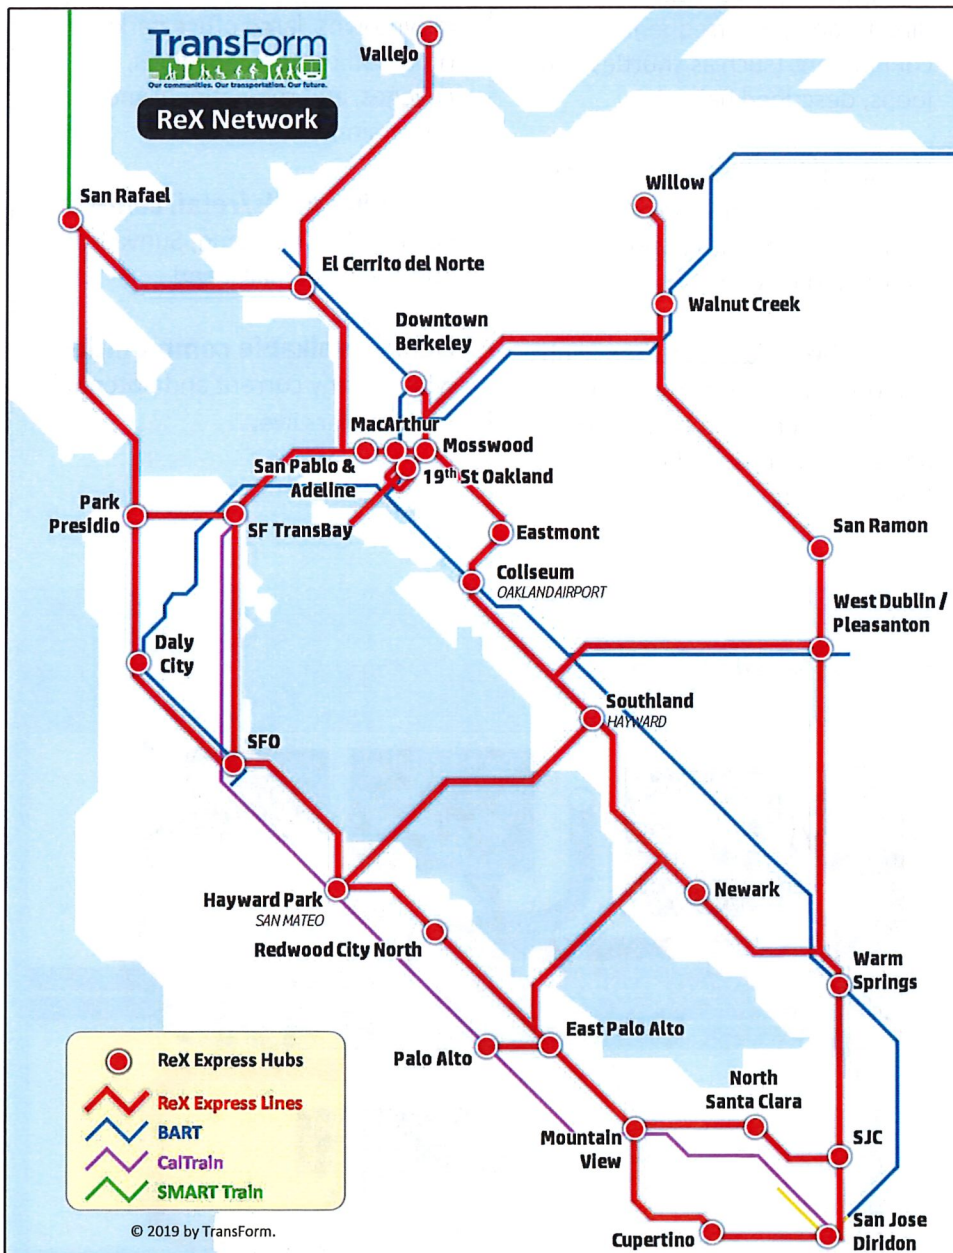 TransForm
Our communities. Our transportation. Our future.
ReX Network
Vallejo
San Rafael
Willow
El Cerrito del Norte
Walnut Creek
Downtown
Berkeley
MacArthur
Mosswood
San Pablo &
Adeline
19th St Oakland
Park
Presidio
SF TransBay
Eastmont
San Ramon
Coliseum
OAKLAND AIRPORT
West Dublin /
Pleasanton
Daly
City
Southland
HAYWARD
SFO
Hayward Park
SAN MATEO
Newark
Redwood City North
Warm
Springs
East Palo Alto
Palo Alto
North
Santa Clara
Mountain
View
SJC
San Jose
Diridon
Cupertino
ReX Express Hubs
ReX Express Lines
BART
CalTrain
SMART Train
© 2019 by TransForm.